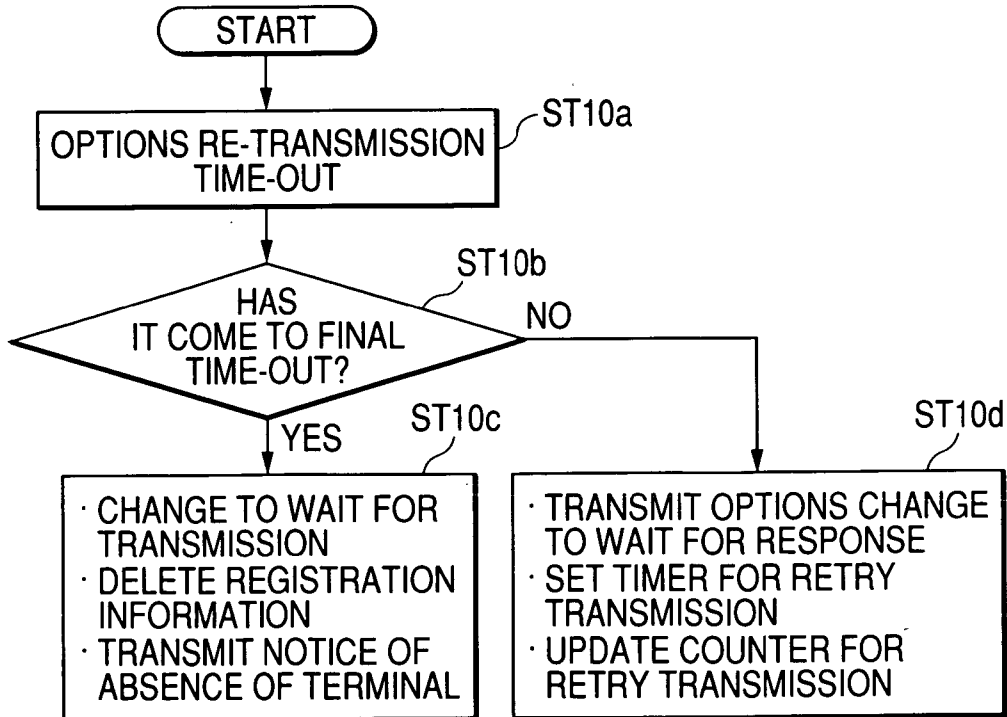 START
ST10a
OPTIONS RE-TRANSMISSION
TIME-OUT
ST10b
HAS
IT COME TO FINAL
TIME-OUT?
NO
YES
ST10c
· CHANGE TO WAIT FOR
TRANSMISSION
· DELETE REGISTRATION
INFORMATION
· TRANSMIT NOTICE OF
ABSENCE OF TERMINAL
ST10d
· TRANSMIT OPTIONS CHANGE
TO WAIT FOR RESPONSE
· SET TIMER FOR RETRY
TRANSMISSION
· UPDATE COUNTER FOR
RETRY TRANSMISSION